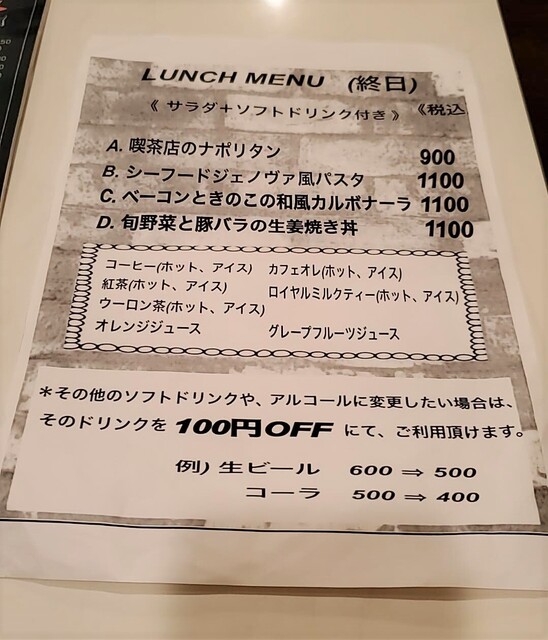 LUNCH MENU (終日)
《 サラダ+ソフトドリンク付き 》 《税込
A. 喫茶店のナポリタン 900
B. シーフードジェノヴァ風パスタ 1100
C. ベーコンときのこの和風カルボナーラ 1100
D. 旬野菜と豚バラの生姜焼き丼 1100
コーヒー(ホット、アイス) カフェオレ(ホット、アイス)
紅茶(ホット、アイス) ロイヤルミルクティー(ホット、アイス)
ウーロン茶(ホット、アイス)
オレンジジュース グレープフルーツジュース
*その他のソフトドリンクや、アルコールに変更したい場合は、
そのドリンクを 100円OFF にて、ご利用頂けます。
例) 生ビール 600 ⇒ 500
コーラ 500 ⇒ 400